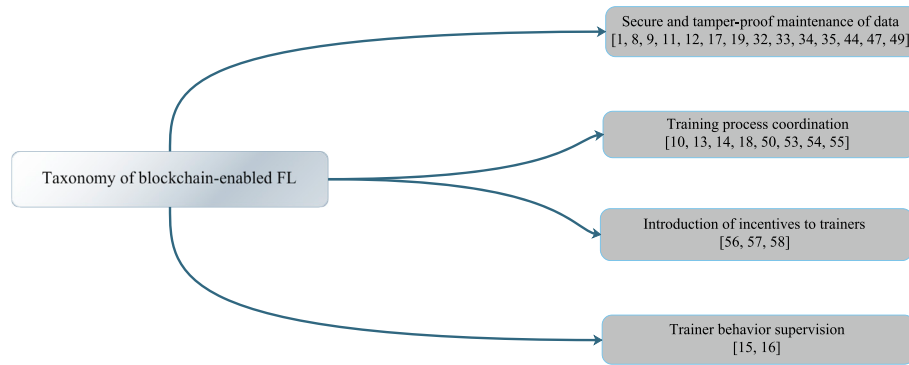 Secure and tamper-proof maintenance of data
[1, 8, 9, 11, 12, 17, 19, 32, 33, 34, 35, 44, 47, 49]
Training process coordination
[10, 13, 14, 18, 50, 53, 54, 55]
Taxonomy of blockchain-enabled FL
Introduction of incentives to trainers
[56, 57, 58]
Trainer behavior supervision
[15, 16]